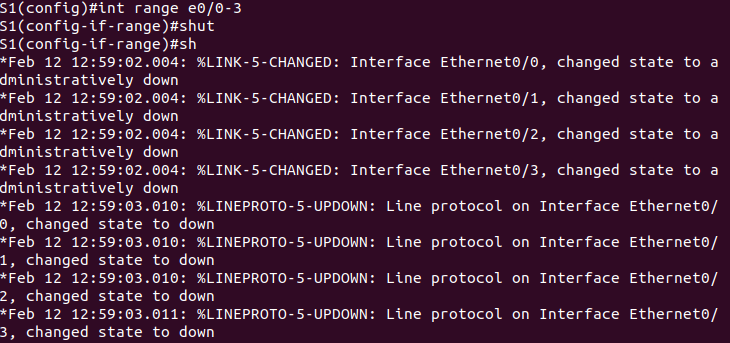 S1(config)#int range e0/0-3
S1(config-if-range)#shut
S1(config-if-range)#sh
*Feb 12 12:59:02.004: %LINK-5-CHANGED: Interface Ethernet0/0, changed state to a
dministratively down
*Feb 12 12:59:02.004: %LINK-5-CHANGED: Interface Ethernet0/1, changed state to a
dministratively down
*Feb 12 12:59:02.004: %LINK-5-CHANGED: Interface Ethernet0/2, changed state to a
dministratively down
*Feb 12 12:59:02.004: %LINK-5-CHANGED: Interface Ethernet0/3, changed state to a
dministratively down
*Feb 12 12:59:03.010: %LINEPROTO-5-UPDOWN: Line protocol on Interface Ethernet0/
0, changed state to down
*Feb 12 12:59:03.010: %LINEPROTO-5-UPDOWN: Line protocol on Interface Ethernet0/
1, changed state to down
*Feb 12 12:59:03.010: %LINEPROTO-5-UPDOWN: Line protocol on Interface Ethernet0/
2, changed state to down
*Feb 12 12:59:03.011: %LINEPROTO-5-UPDOWN: Line protocol on Interface Ethernet0/
3, changed state to down